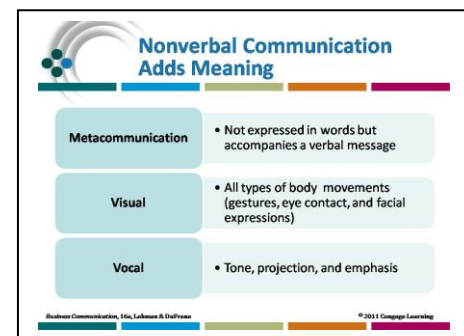 Nonverbal Communication
Adds Meaning
Metacommunication
• Not expressed in words but
accompanies a verbal message
Visual
• All types of body movements
(gestures, eye contact, and facial
expressions)
Vocal
• Tone, projection, and emphasis
Business Communication, 16e, Lehman & DuFrene
© 2011 Cengage Learning